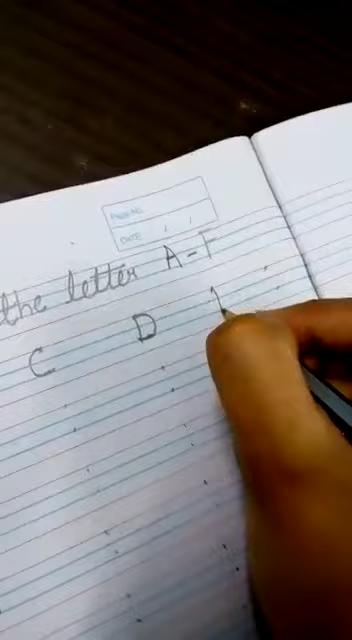 PAGE NO.
DATE / /
the letter A-F
C D